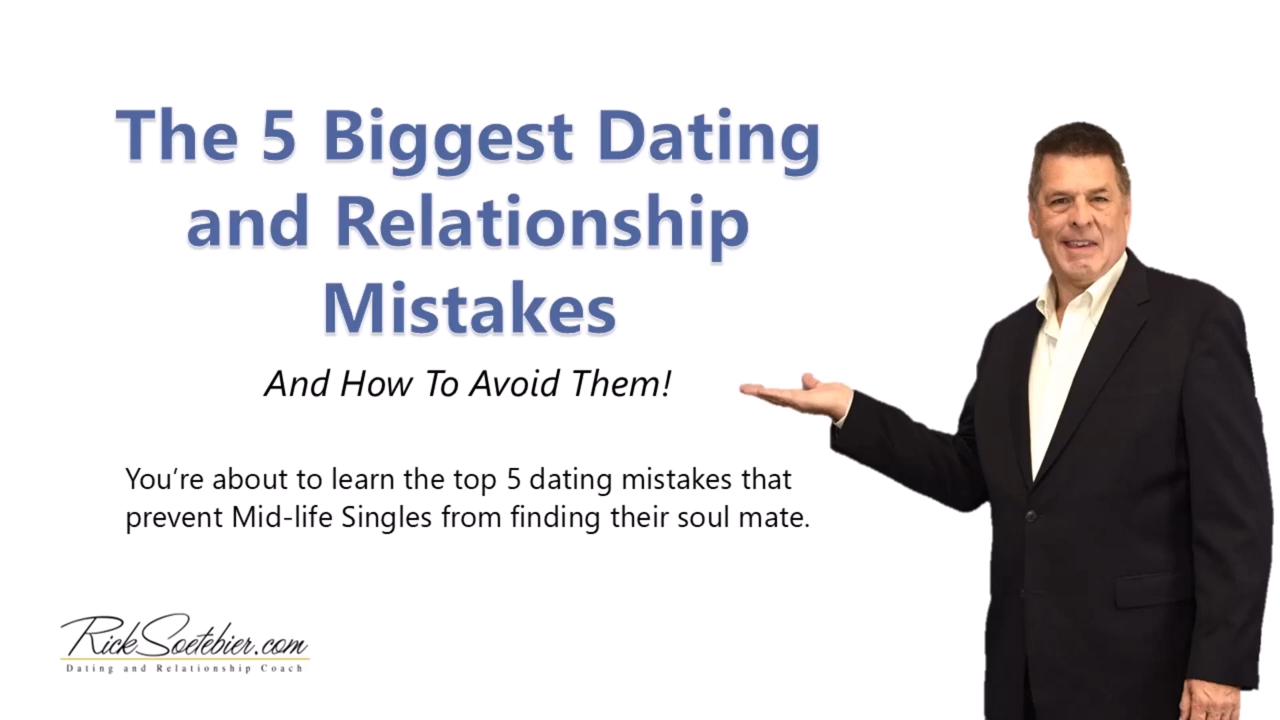 The 5 Biggest Dating
and Relationship
Mistakes
And How To Avoid Them!
You’re about to learn the top 5 dating mistakes that
prevent Mid-life Singles from finding their soul mate.
RickSoetebier.com
Dating and Relationship Coach